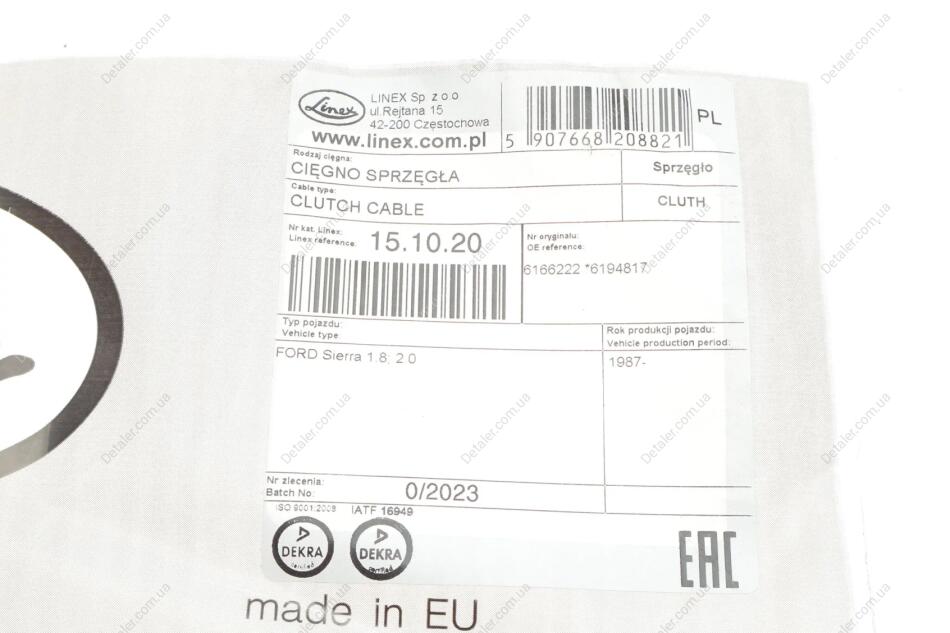 Linex
LINEX Sp z o.o
ul.Rejtana 15
42-200 Częstochowa
www.linex.com.pl
5 907668 208821
PL
Rodzaj cięgna:
CIĘGNO SPRZĘGŁA
Sprzęgło
Cable type:
CLUTCH CABLE
CLUTH
Nr kat. Linex:
Linex reference:
15.10.20
Nr oryginału:
OE reference:
6166222 *6194817
Typ pojazdu:
Vehicle type:
Rok produkcji pojazdu:
Vehicle production period:
FORD Sierra 1.8; 2.0
1987-
Nr zlecenia:
Batch No:
0/2023
ISO 9001:2008
IATF 16949
DEKRA
certified
DEKRA
certified
EAC
made in EU
Detaler.com.ua